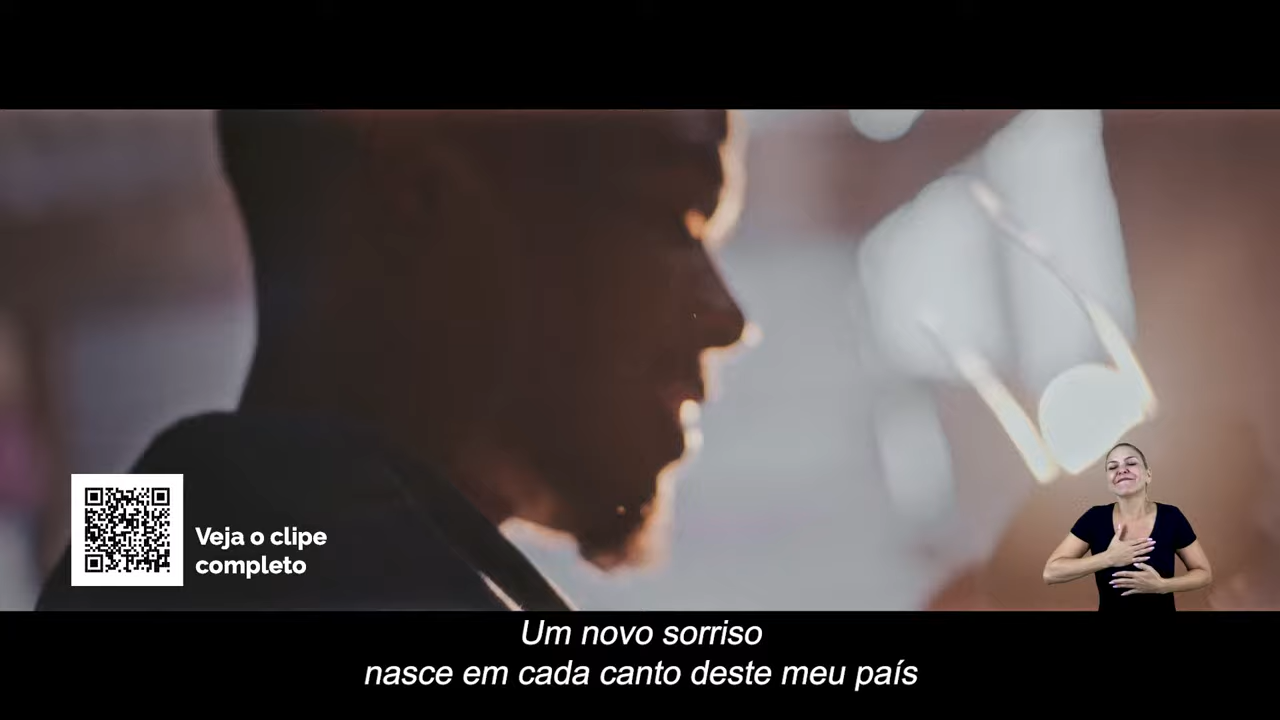 Veja o clipe
completo
Um novo sorriso
nasce em cada canto deste meu país